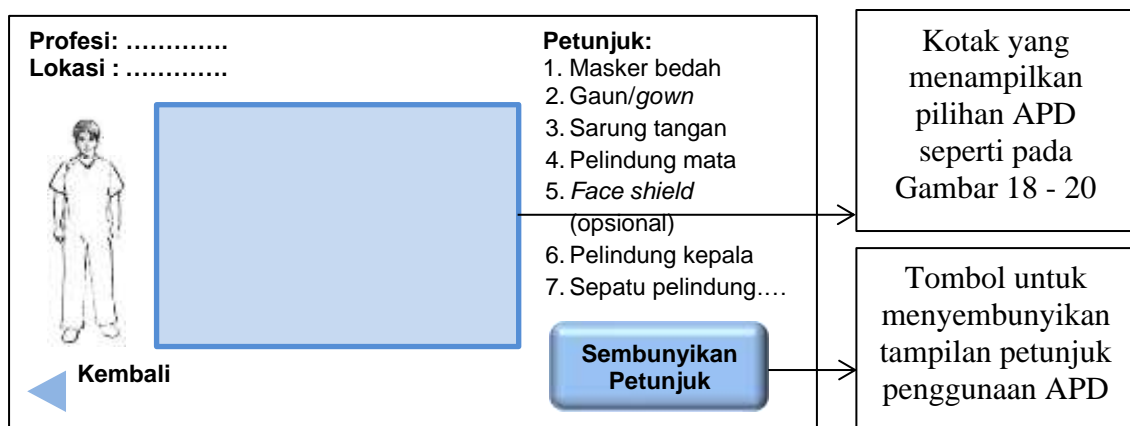 Profesi: ………….
Lokasi : ………….
Petunjuk:
1. Masker bedah
2. Gaun/gown
3. Sarung tangan
4. Pelindung mata
5. Face shield
(opsional)
6. Pelindung kepala
7. Sepatu pelindung….
Sembunyikan
Petunjuk
Kembali
Kotak yang
menampilkan
pilihan APD
seperti pada
Gambar 18 - 20
Tombol untuk
menyembunyikan
tampilan petunjuk
penggunaan APD